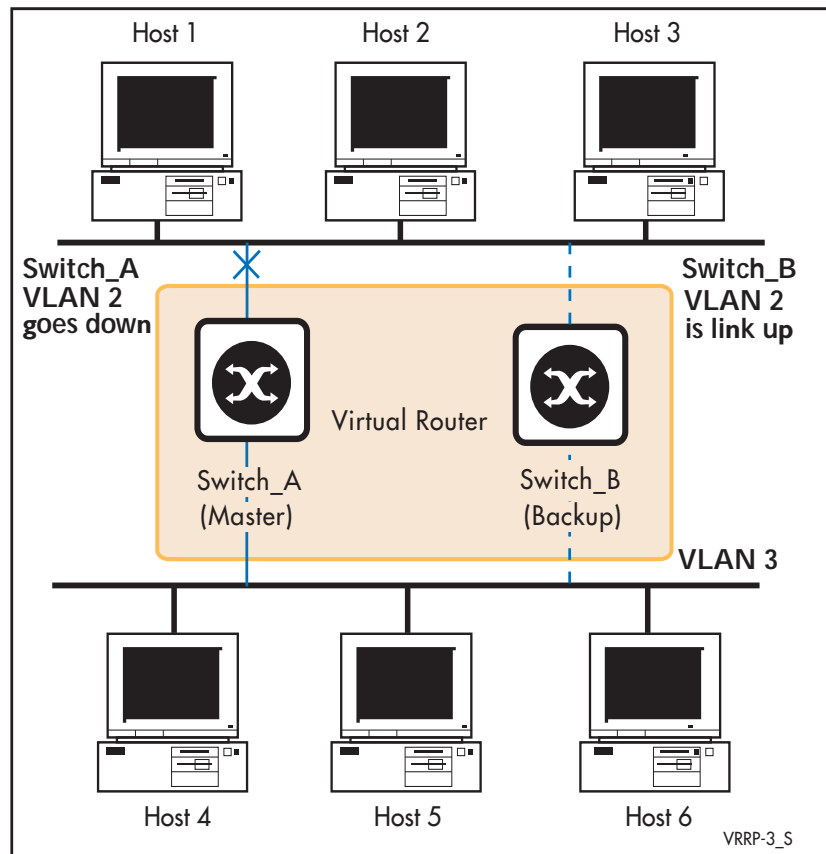 Host 1
Host 2
Host 3
Switch_A
VLAN 2
goes down
Switch_B
VLAN 2
is link up
Virtual Router
Switch_A
(Master)
Switch_B
(Backup)
VLAN 3
Host 4
Host 5
Host 6
VRRP-3_S